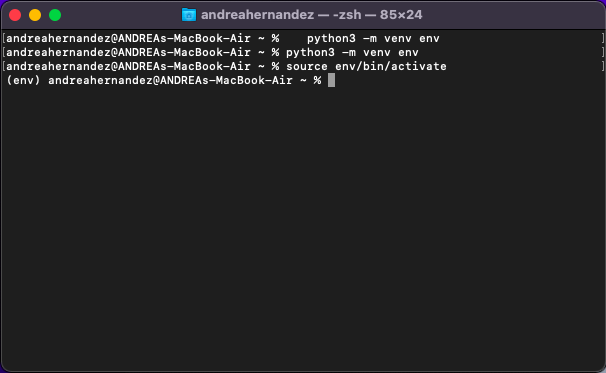 andreahernandez — -zsh — 85×24
[andreahernandez@ANDREAs-MacBook-Air ~ %    python3 -m venv env ]
[andreahernandez@ANDREAs-MacBook-Air ~ % python3 -m venv env ]
[andreahernandez@ANDREAs-MacBook-Air ~ % source env/bin/activate ]
(env) andreahernandez@ANDREAs-MacBook-Air ~ %